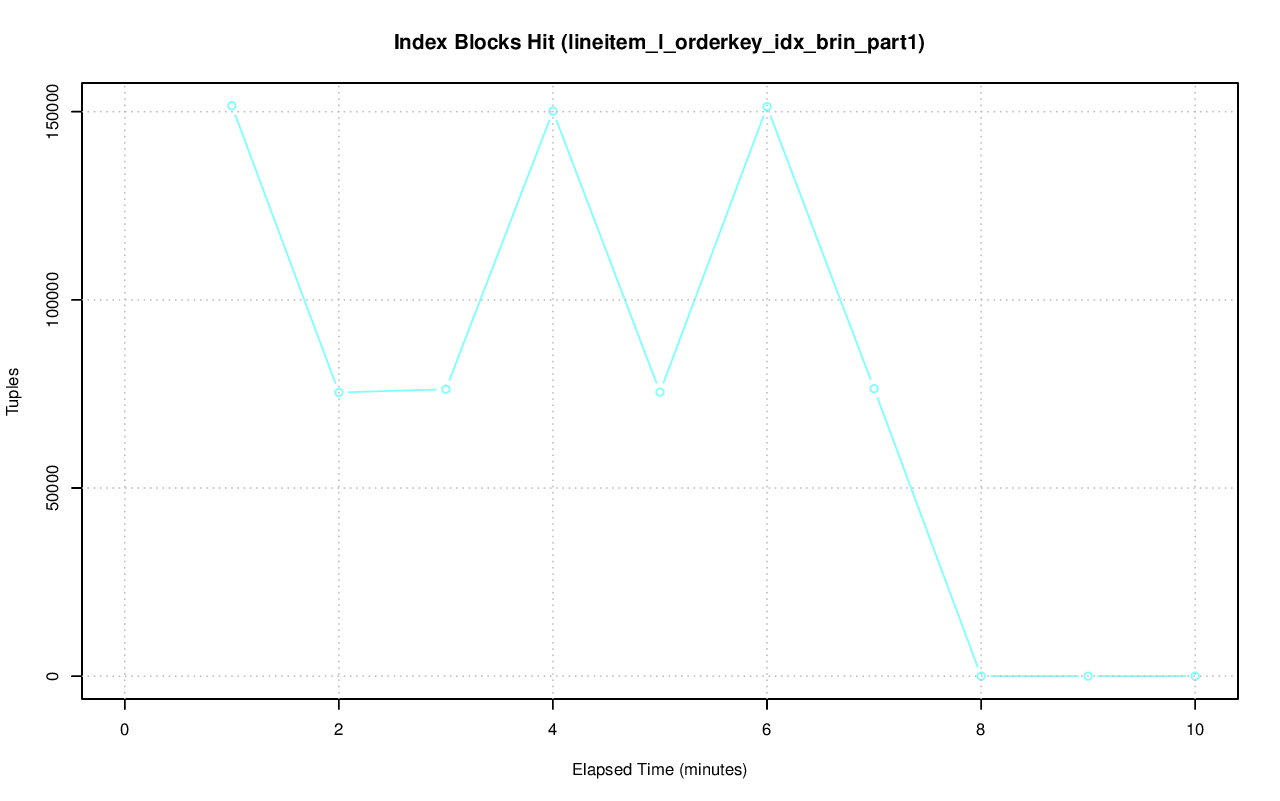 Index Blocks Hit (lineitem_l_orderkey_idx_brin_part1)
Tuples
150000
100000
50000
0
0 2 4 6 8 10
Elapsed Time (minutes)